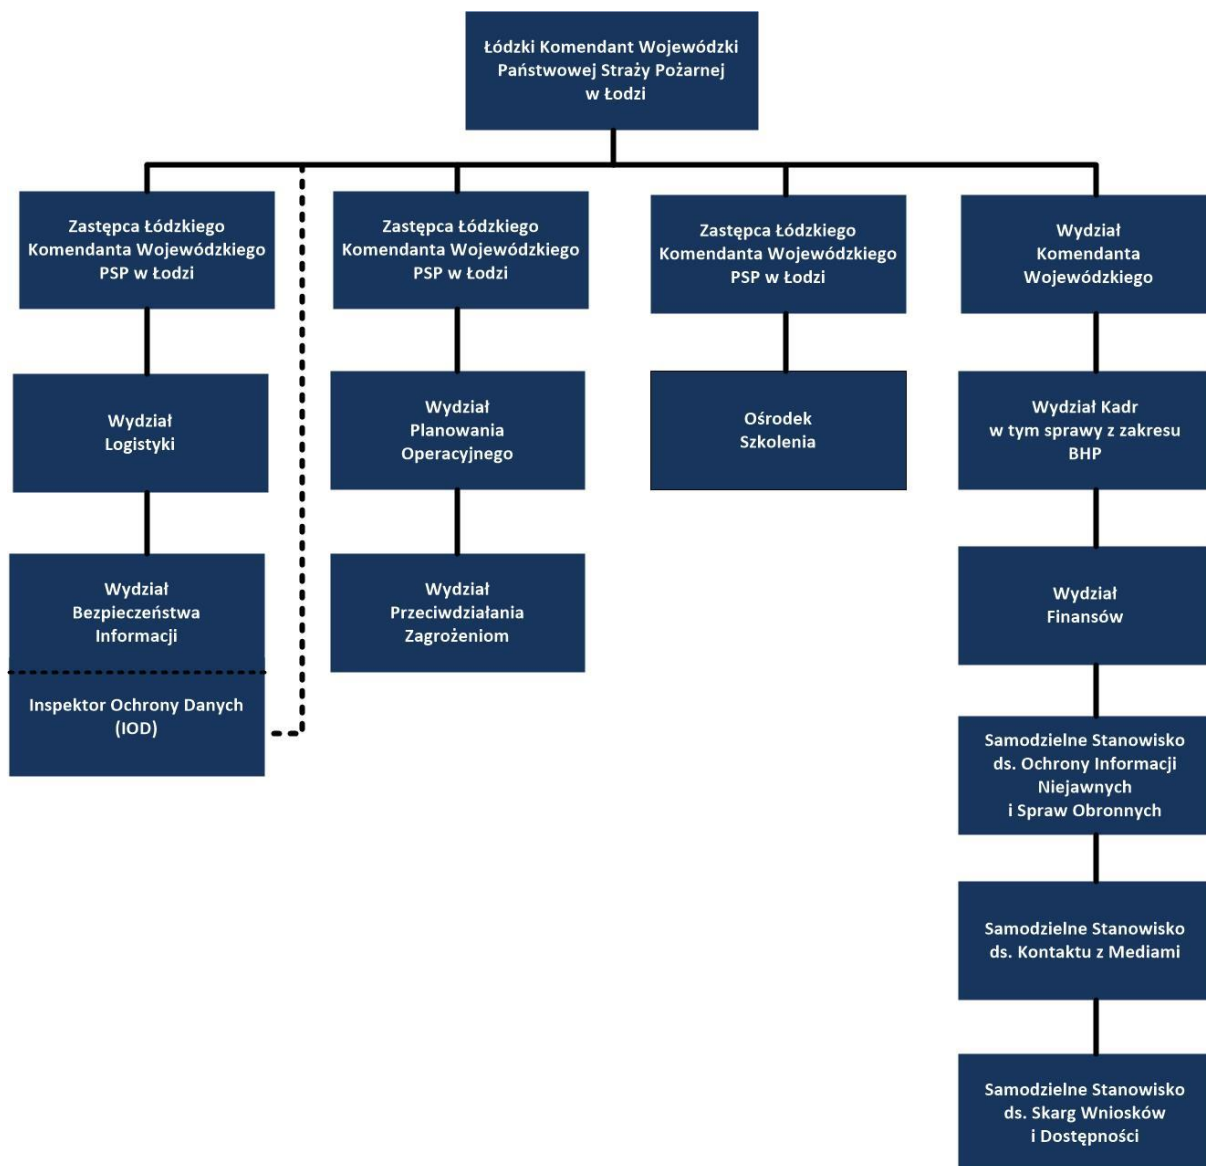 Łódzki Komendant Wojewódzki
Państwowej Straży Pożarnej
w Łodzi
Zastępca Łódzkiego
Komendanta Wojewódzkiego
PSP w Łodzi
Wydział
Logistyki
Wydział
Bezpieczeństwa
Informacji
Inspektor Ochrony Danych
(IOD)
Zastępca Łódzkiego
Komendanta Wojewódzkiego
PSP w Łodzi
Wydział
Planowania
Operacyjnego
Wydział
Przeciwdziałania
Zagrożeniom
Zastępca Łódzkiego
Komendanta Wojewódzkiego
PSP w Łodzi
Ośrodek
Szkolenia
Wydział
Komendanta
Wojewódzkiego
Wydział Kadr
w tym sprawy z zakresu
BHP
Wydział
Finansów
Samodzielne Stanowisko
ds. Ochrony Informacji
Niejawnych
i Spraw Obronnych
Samodzielne Stanowisko
ds. Kontaktu z Mediami
Samodzielne Stanowisko
ds. Skarg Wniosków
i Dostępności